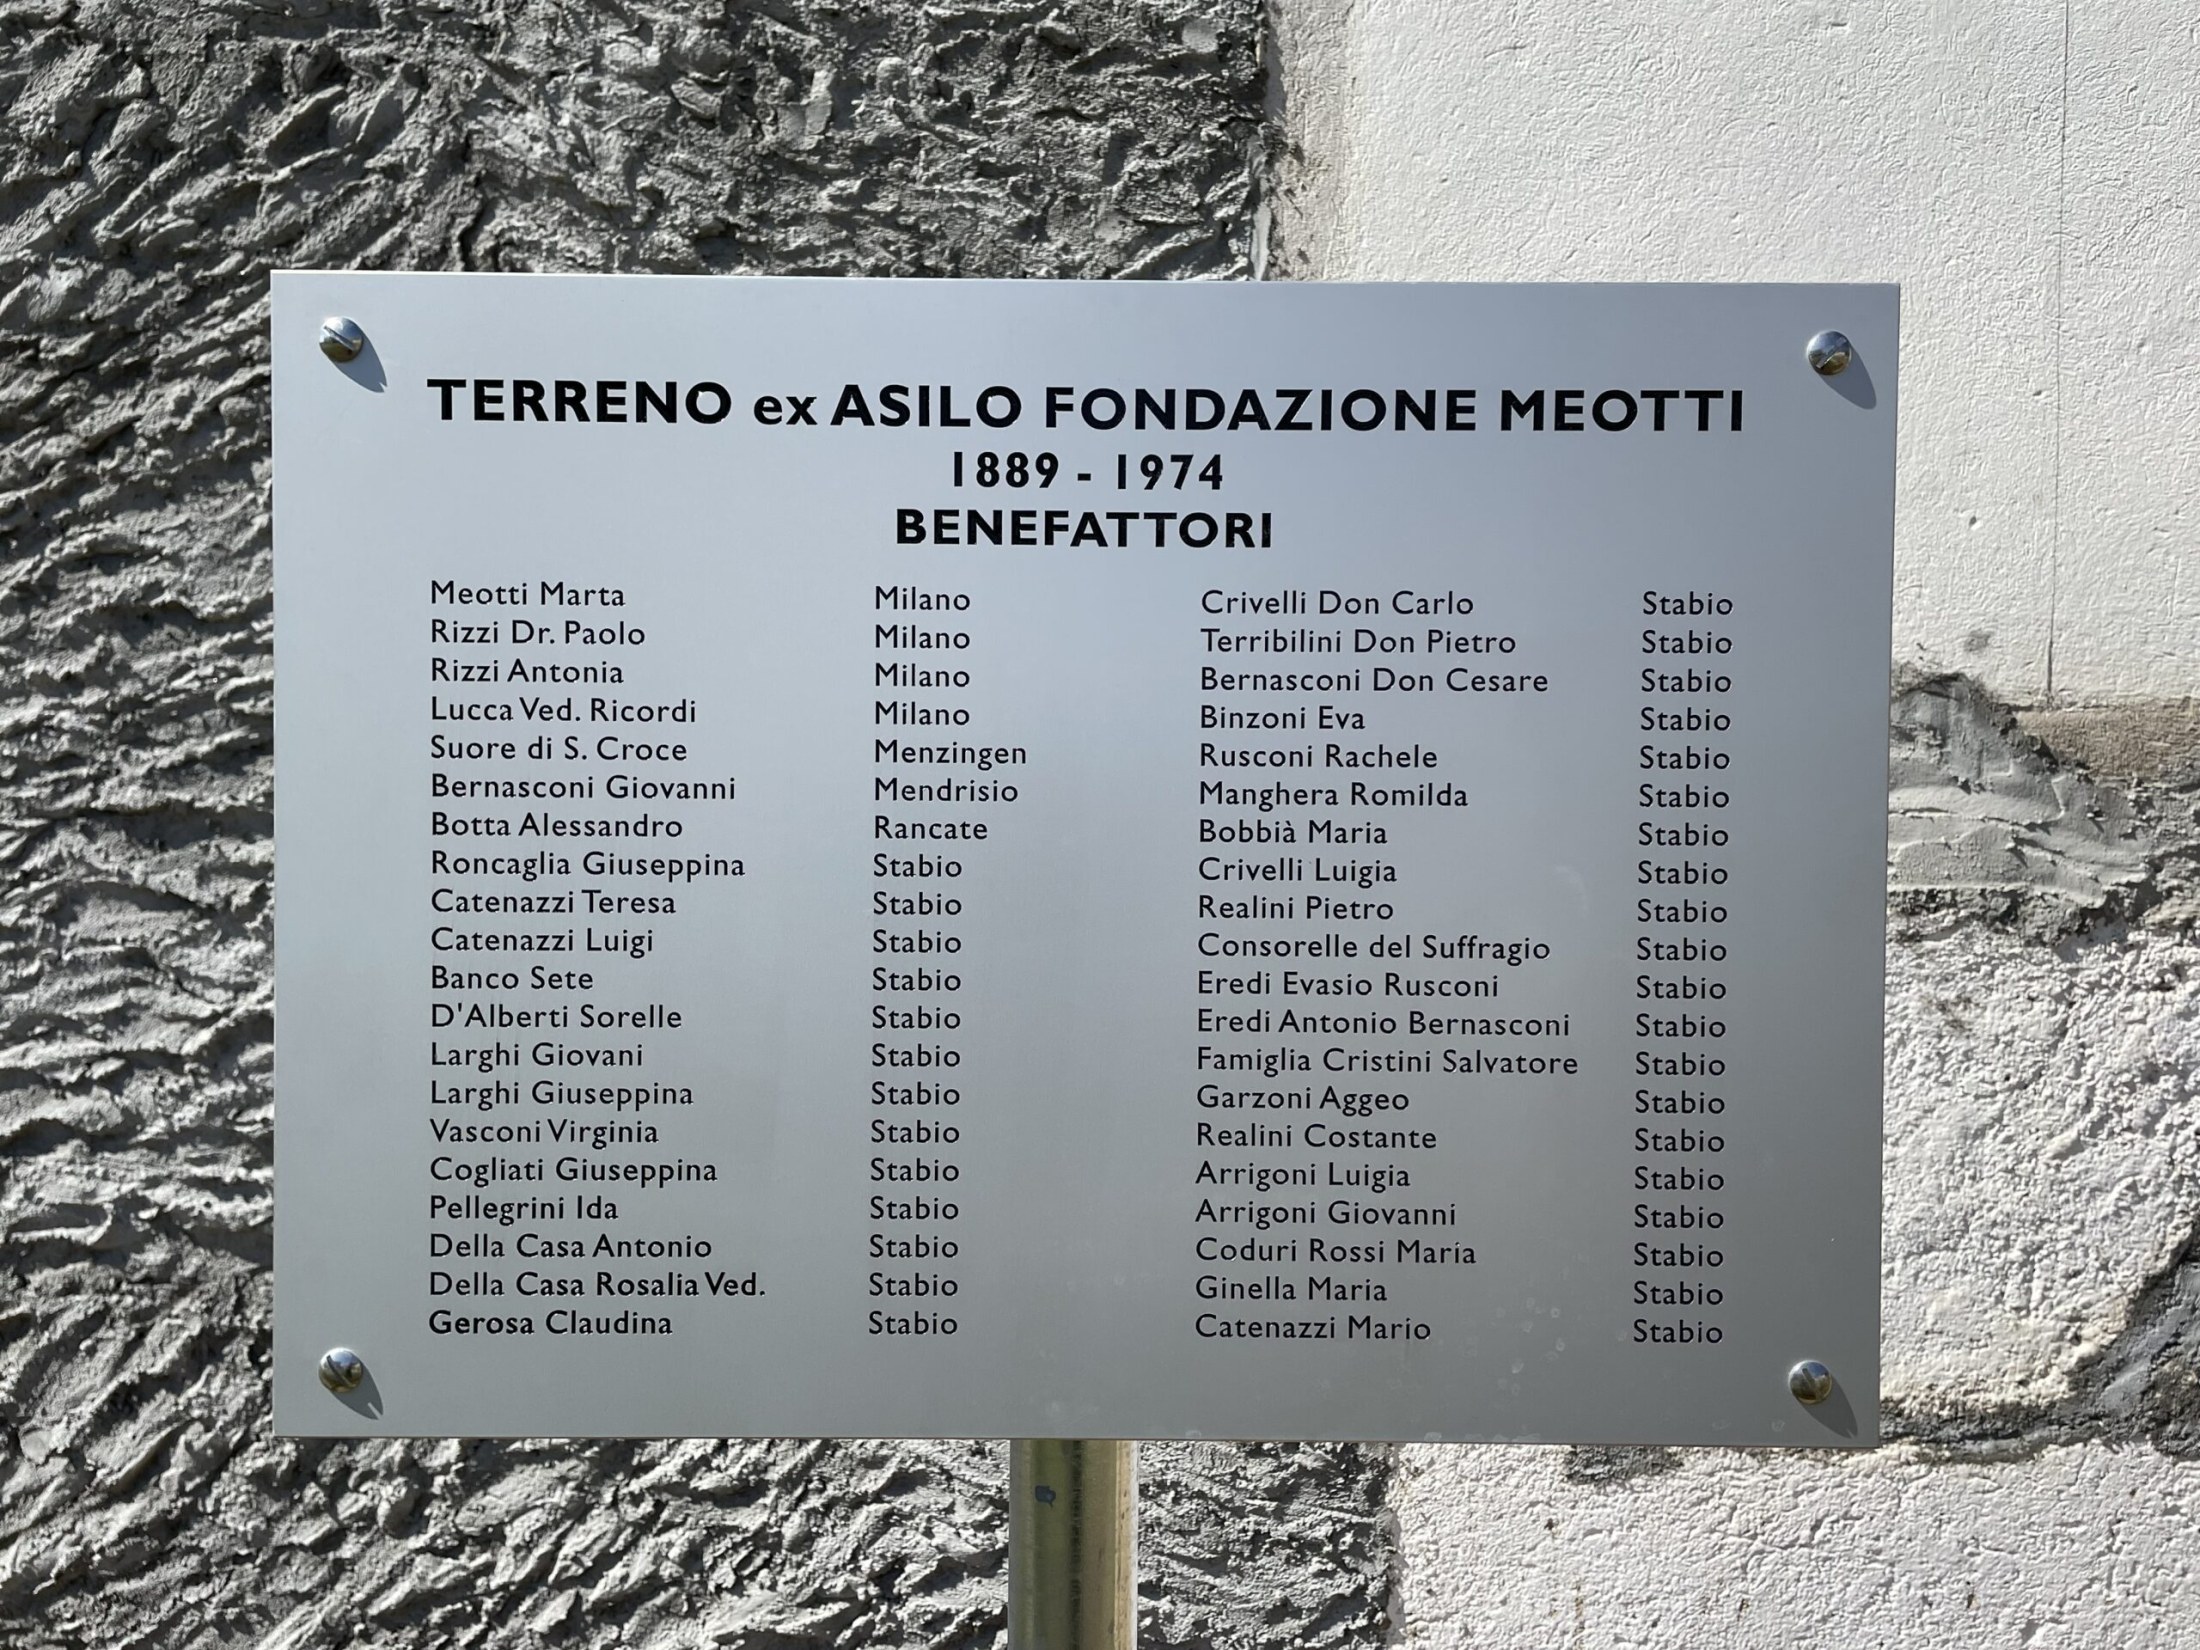 TERRENO ex ASILO FONDAZIONE MEOTTI
1889 - 1974
BENEFATTORI
Meotti Marta Milano
Rizzi Dr. Paolo Milano
Rizzi Antonia Milano
Lucca Ved. Ricordi Milano
Suore di S. Croce Menzingen
Bernasconi Giovanni Mendrisio
Botta Alessandro Rancate
Roncaglia Giuseppina Stabio
Catenazzi Teresa Stabio
Catenazzi Luigi Stabio
Banco Sete Stabio
D'Alberti Sorelle Stabio
Larghi Giovani Stabio
Larghi Giuseppina Stabio
Vasconi Virginia Stabio
Cogliati Giuseppina Stabio
Pellegrini Ida Stabio
Della Casa Antonio Stabio
Della Casa Rosalia Ved. Stabio
Gerosa Claudina Stabio
Crivelli Don Carlo Stabio
Terribilini Don Pietro Stabio
Bernasconi Don Cesare Stabio
Binzoni Eva Stabio
Rusconi Rachele Stabio
Manghera Romilda Stabio
Bobbià Maria Stabio
Crivelli Luigia Stabio
Realini Pietro Stabio
Consorelle del Suffragio Stabio
Eredi Evasio Rusconi Stabio
Eredi Antonio Bernasconi Stabio
Famiglia Cristini Salvatore Stabio
Garzoni Aggeo Stabio
Realini Costante Stabio
Arrigoni Luigia Stabio
Arrigoni Giovanni Stabio
Coduri Rossi Maria Stabio
Ginella Maria Stabio
Catenazzi Mario Stabio